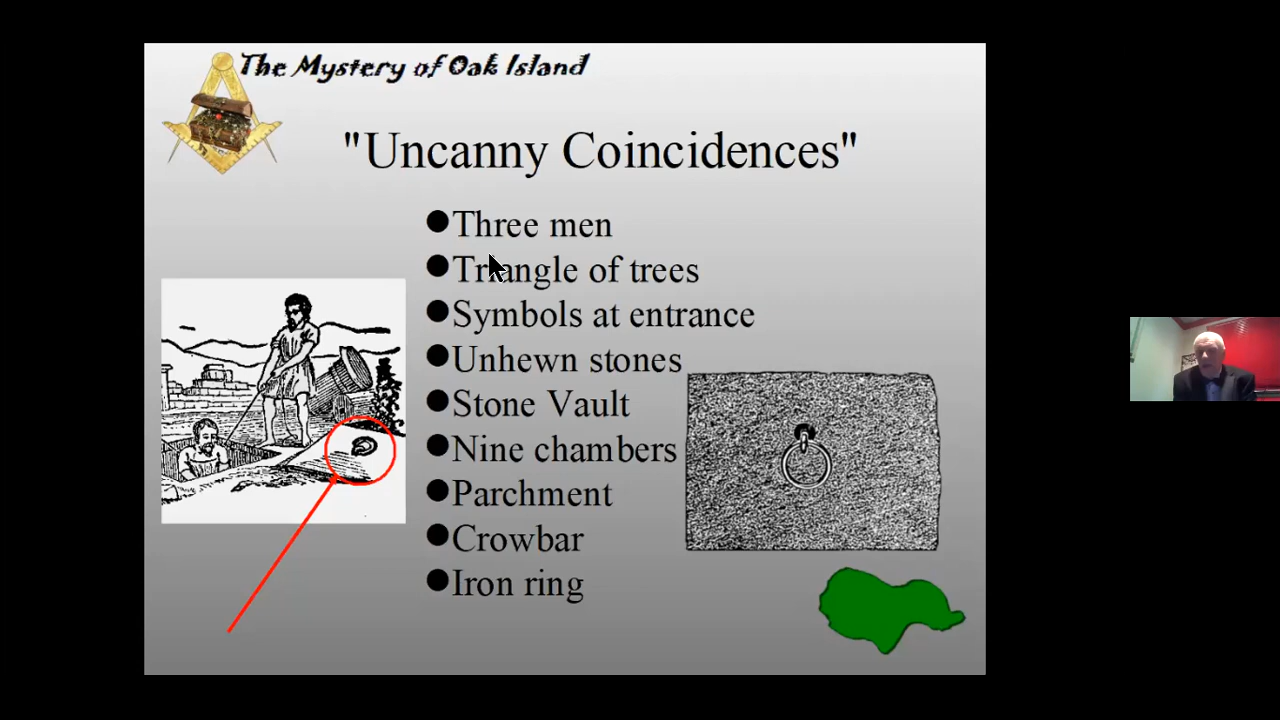 The Mystery of Oak Island
"Uncanny Coincidences"
●Three men
●Triangle of trees
●Symbols at entrance
●Unhewn stones
●Stone Vault
●Nine chambers
●Parchment
●Crowbar
●Iron ring